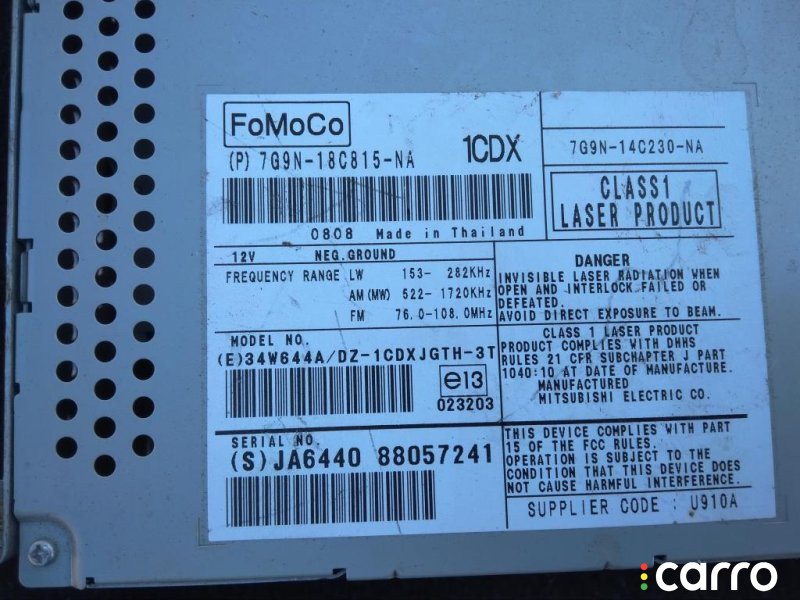 FoMoCo
1CDX
(P) 7G9N-18C815-NA
0808 Made in Thailand
12V NEG.GROUND
FREQUENCY RANGE LW 153- 282KHz
AM(MW) 522- 1720KHz
FM 76.0-108.0MHz
MODEL NO.
(E)34W644A/DZ-1CDXJGTH-3T
e13
023203
SERIAL NO.
(S)JA6440 88057241
7G9N-14C230-NA
CLASS1
LASER PRODUCT
DANGER
INVISIBLE LASER RADIATION WHEN
OPEN AND INTERLOCK FAILED OR
DEFEATED.
AVOID DIRECT EXPOSURE TO BEAM.
CLASS 1 LASER PRODUCT
PRODUCT COMPLIES WITH DHHS
RULES 21 CFR SUBCHAPTER J PART
1040:10 AT DATE OF MANUFACTURE.
MANUFACTURED
MITSUBISHI ELECTRIC CO.
THIS DEVICE COMPLIES WITH PART
15 OF THE FCC RULES.
OPERATION IS SUBJECT TO THE
CONDITION THAT THIS DEVICE DOES
NOT CAUSE HARMFUL INTERFERENCE.
SUPPLIER CODE : U910A
carro